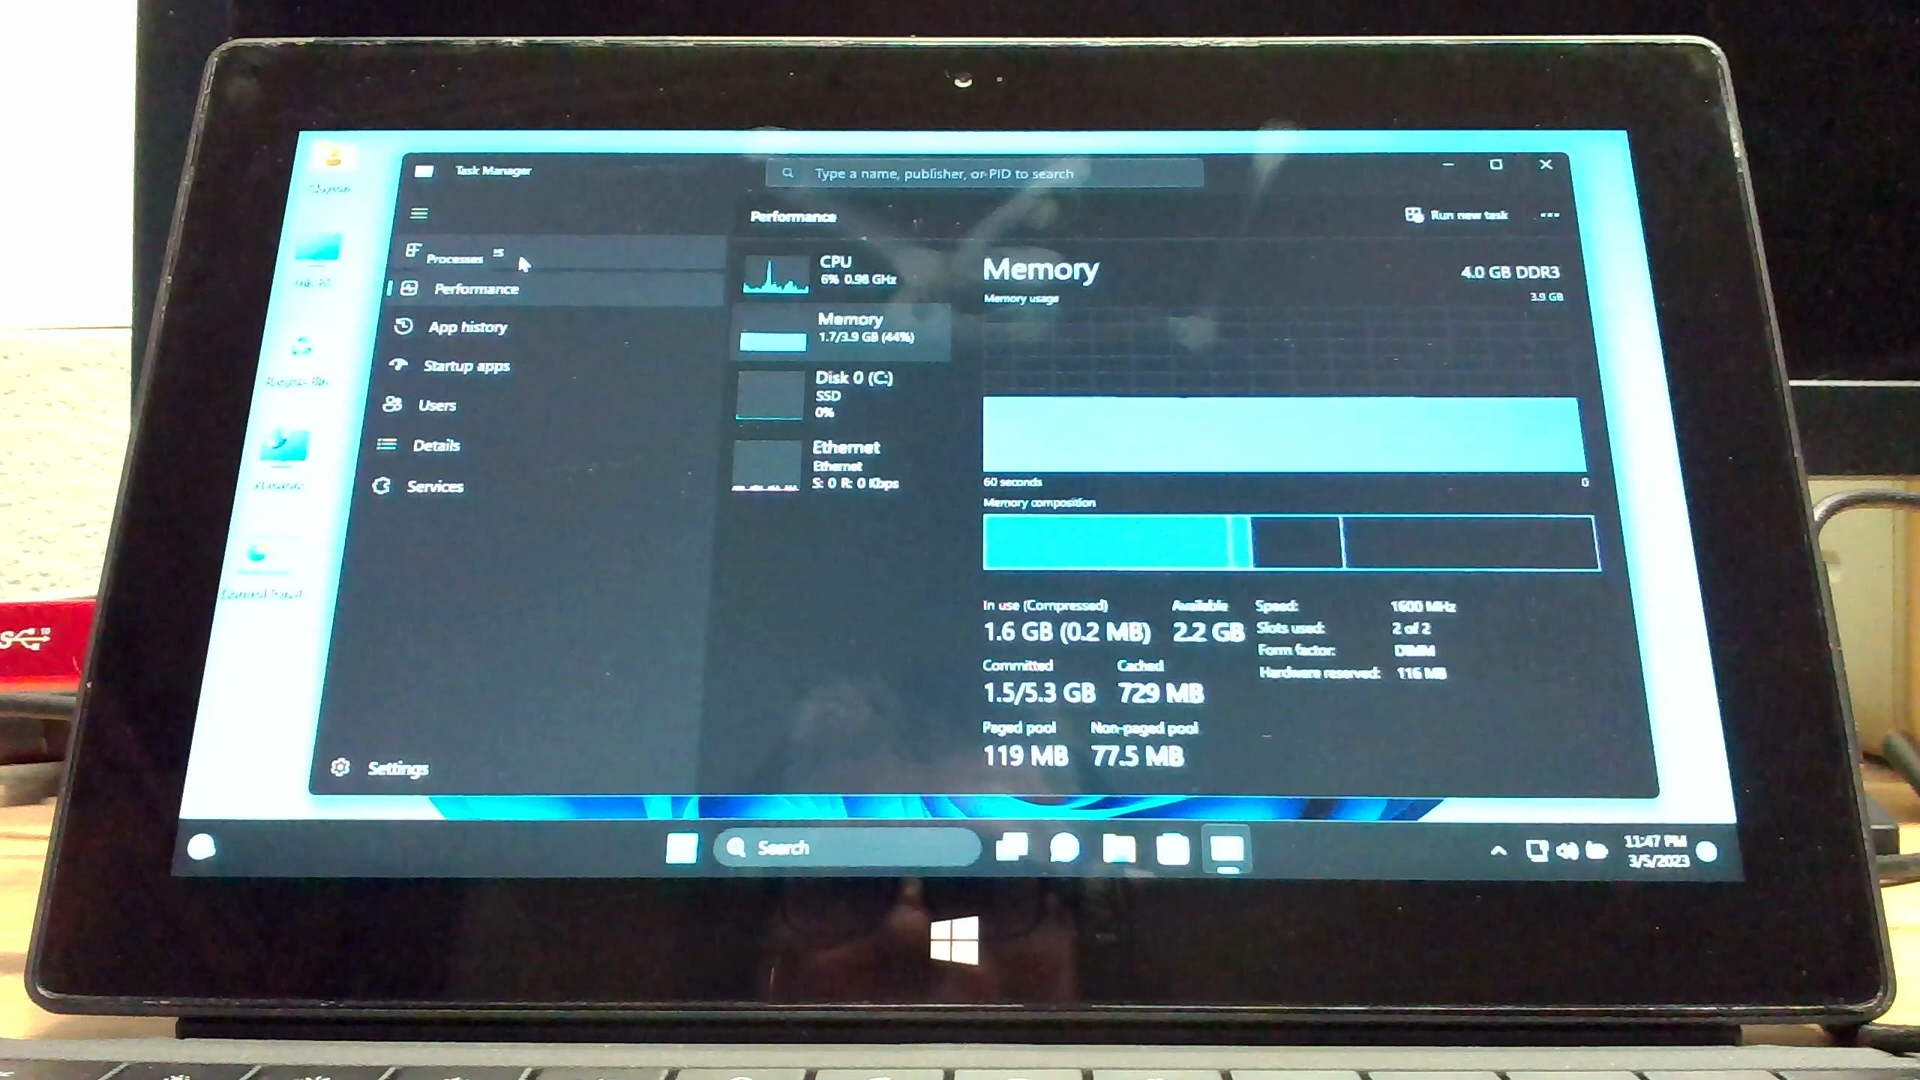 Task Manager
Type a name, publisher, or PID to search
Performance
Run new task
Processes
Performance
App history
Startup apps
Users
Details
Services
Settings
CPU
6% 0.98 GHz
Memory
1.7/3.9 GB (44%)
Disk 0 (C:)
SSD
0%
Ethernet
Ethernet
S: 0 R: 0 Kbps
Memory
4.0 GB DDR3
Memory usage
3.9 GB
60 seconds
0
Memory composition
In use (Compressed)
1.6 GB (0.2 MB)
Available
2.2 GB
Committed
1.5/5.3 GB
Cached
729 MB
Paged pool
119 MB
Non-paged pool
77.5 MB
Speed: 1600 MHz
Slots used: 2 of 2
Form factor: DIMM
Hardware reserved: 116 MB
Search
11:47 PM
3/5/2023